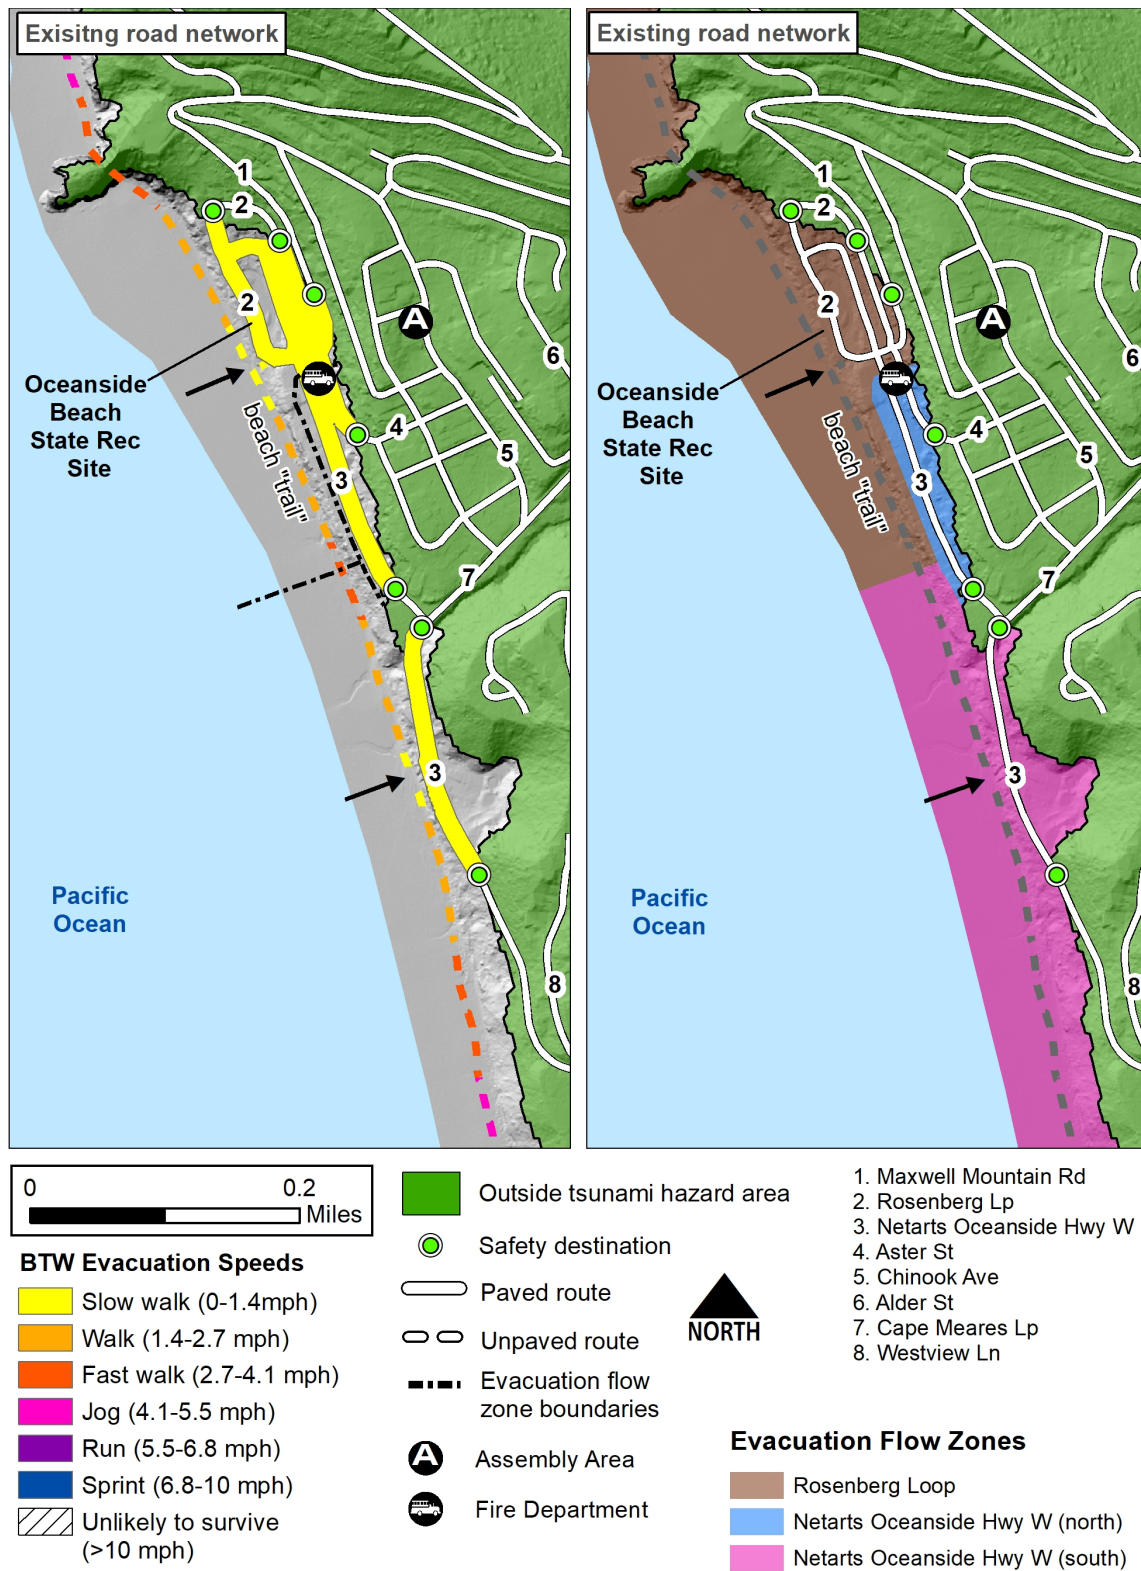 Exisitng road network
1
2
2
A
6
Oceanside
Beach
State Rec
Site
beach "trail"
4
5
3
7
3
Pacific
Ocean
8
Existing road network
1
2
2
A
6
Oceanside
Beach
State Rec
Site
beach "trail"
4
5
3
7
3
Pacific
Ocean
8
0 0.2
Miles
BTW Evacuation Speeds
Slow walk (0-1.4mph)
Walk (1.4-2.7 mph)
Fast walk (2.7-4.1 mph)
Jog (4.1-5.5 mph)
Run (5.5-6.8 mph)
Sprint (6.8-10 mph)
Unlikely to survive
(>10 mph)
Outside tsunami hazard area
Safety destination
Paved route
Unpaved route
Evacuation flow
zone boundaries
A Assembly Area
Fire Department
NORTH
1. Maxwell Mountain Rd
2. Rosenberg Lp
3. Netarts Oceanside Hwy W
4. Aster St
5. Chinook Ave
6. Alder St
7. Cape Meares Lp
8. Westview Ln
Evacuation Flow Zones
Rosenberg Loop
Netarts Oceanside Hwy W (north)
Netarts Oceanside Hwy W (south)